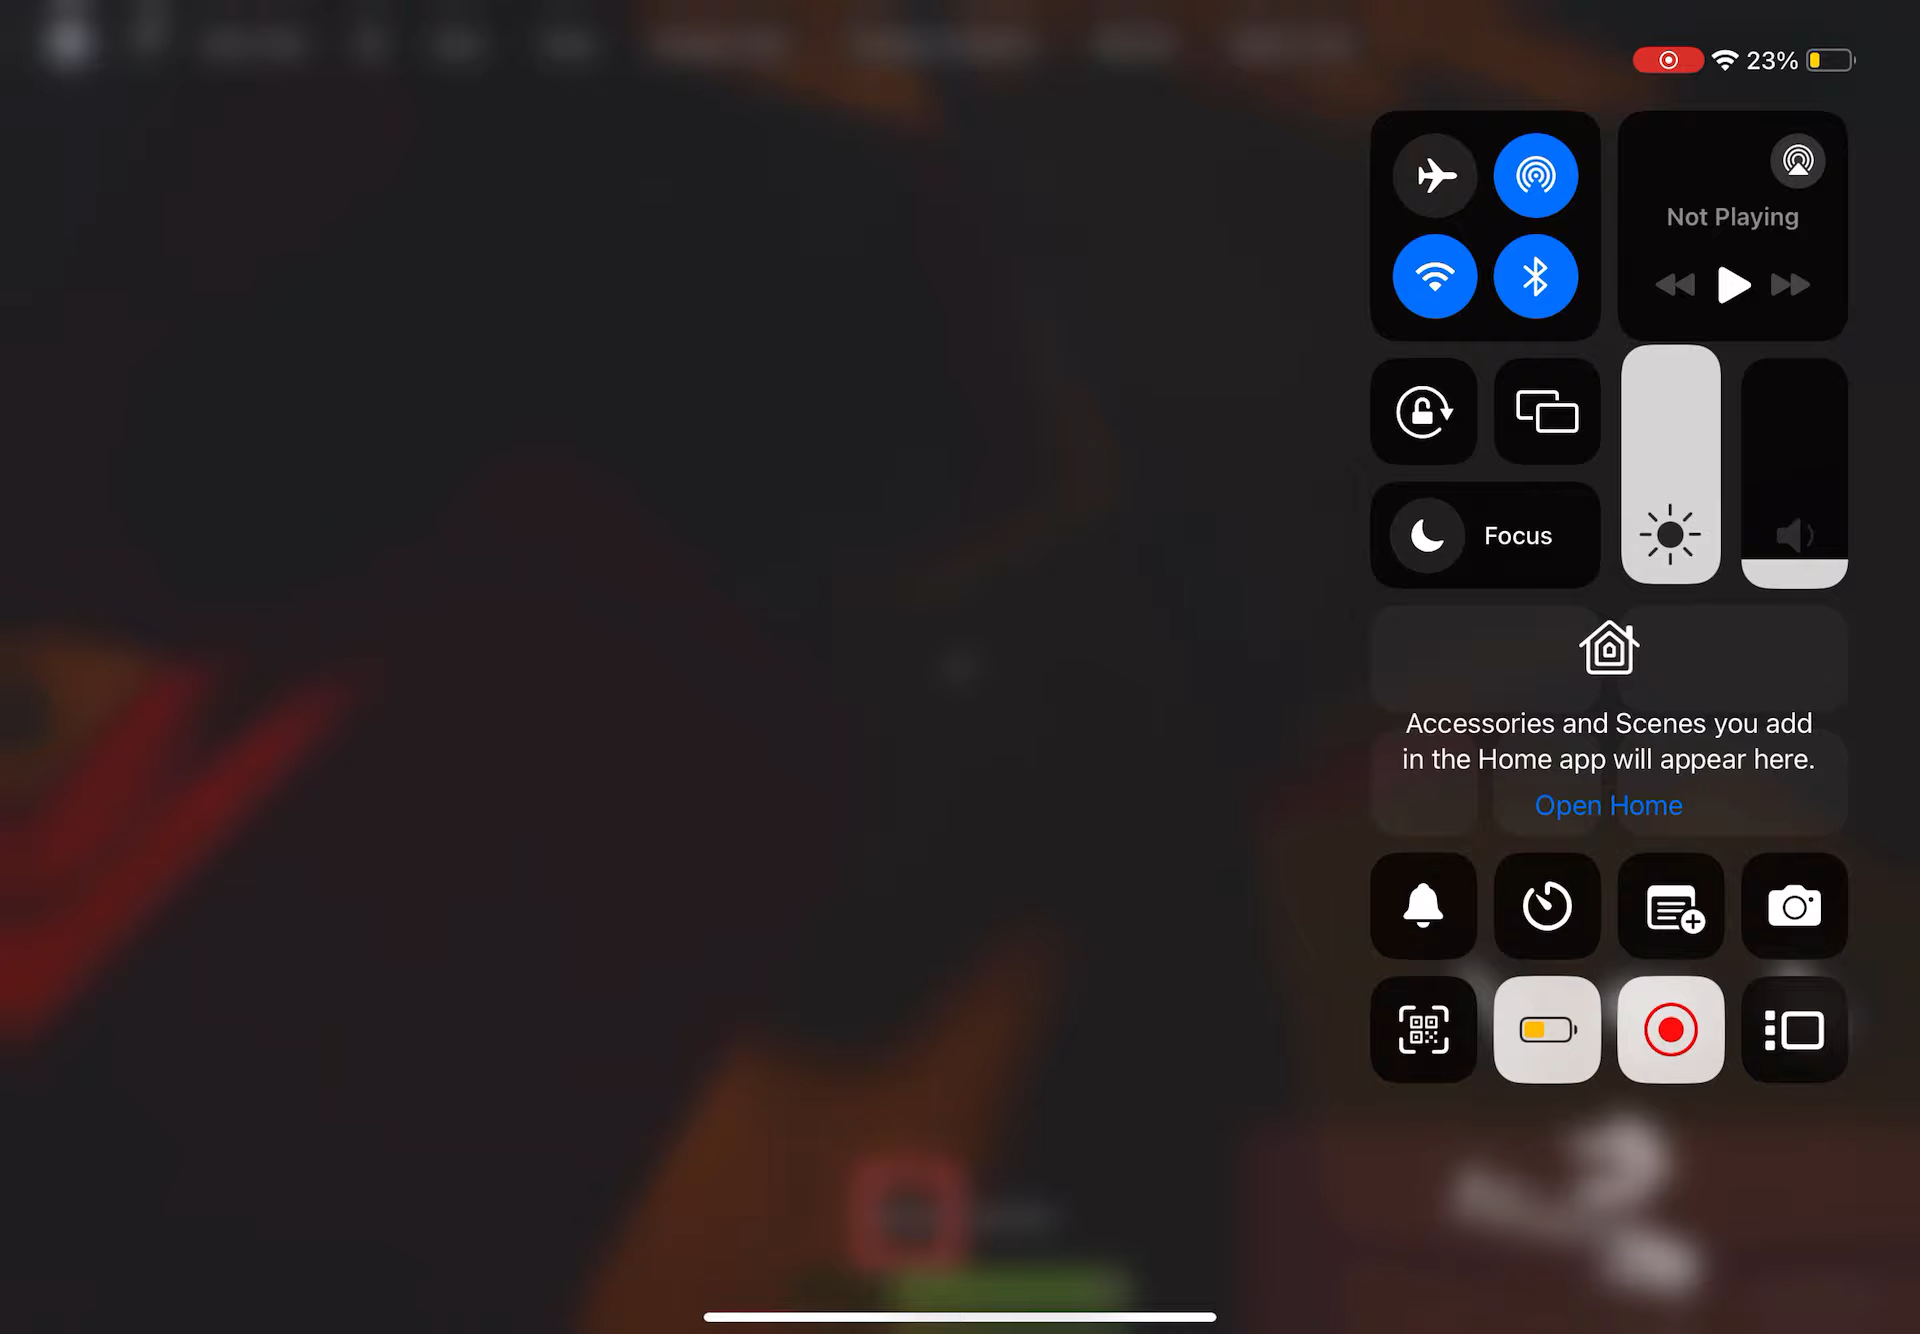 23%
Not Playing
Focus
Accessories and Scenes you add
in the Home app will appear here.
Open Home